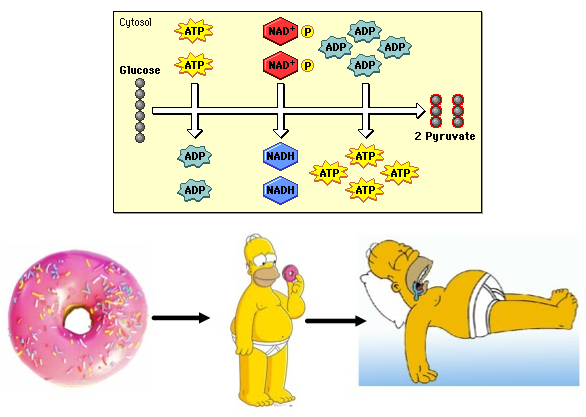 Cytosol
ATP
NAD+ P
ADP
ADP ADP
ATP
NAD+ P
ADP
Glucose
2 Pyruvate
ADP
NADH
ATP
ATP ATP
ADP
NADH
ATP